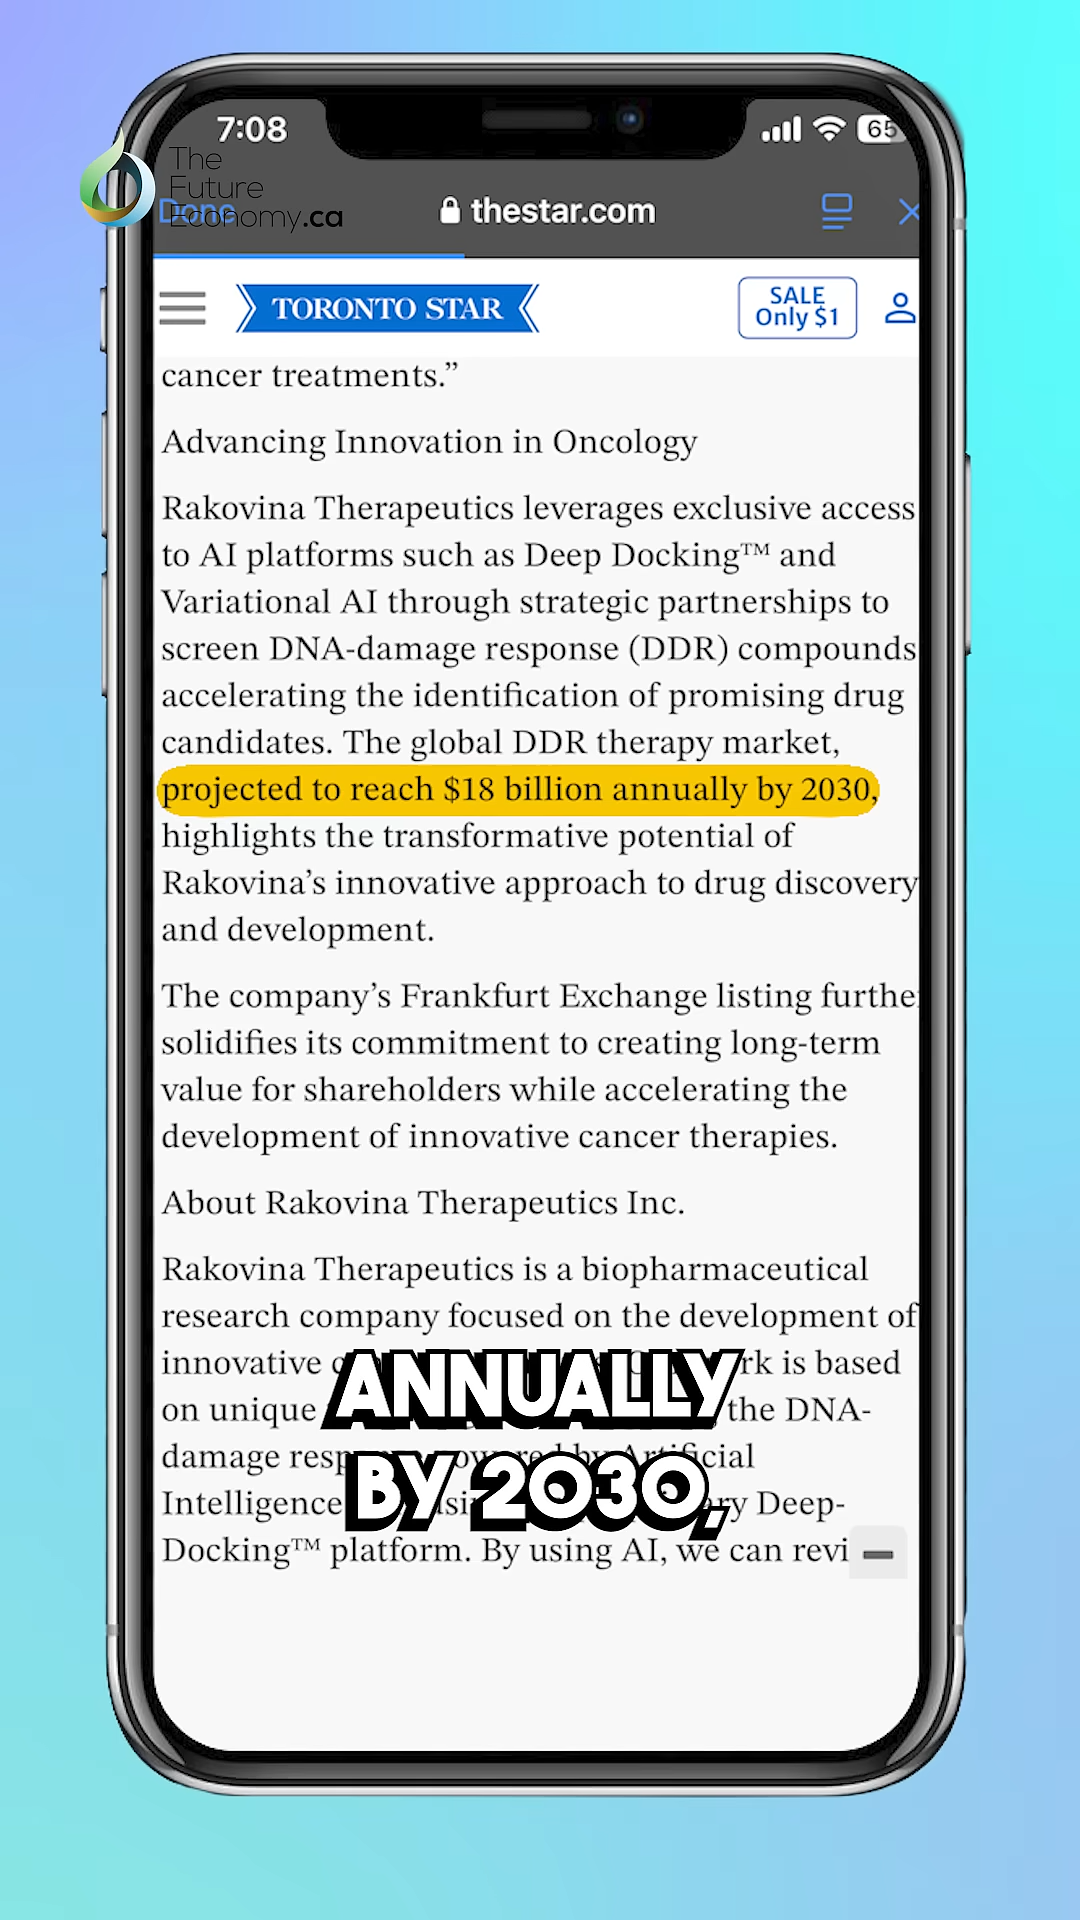 7:08
65
The
Future
Economy.ca
Done
thestar.com
TORONTO STAR
SALE
Only $1
cancer treatments.”
Advancing Innovation in Oncology
Rakovina Therapeutics leverages exclusive access
to AI platforms such as Deep Docking™ and
Variational AI through strategic partnerships to
screen DNA-damage response (DDR) compounds
accelerating the identification of promising drug
candidates. The global DDR therapy market,
projected to reach $18 billion annually by 2030,
highlights the transformative potential of
Rakovina’s innovative approach to drug discovery
and development.
The company’s Frankfurt Exchange listing further
solidifies its commitment to creating long-term
value for shareholders while accelerating the
development of innovative cancer therapies.
About Rakovina Therapeutics Inc.
Rakovina Therapeutics is a biopharmaceutical
research company focused on the development of
innovative rk is based
on unique the DNA-
damage powered by Artificial
Intelligence Deep-
Docking™ platform. By using AI, we can revi
ANNUALLY
BY 2030,